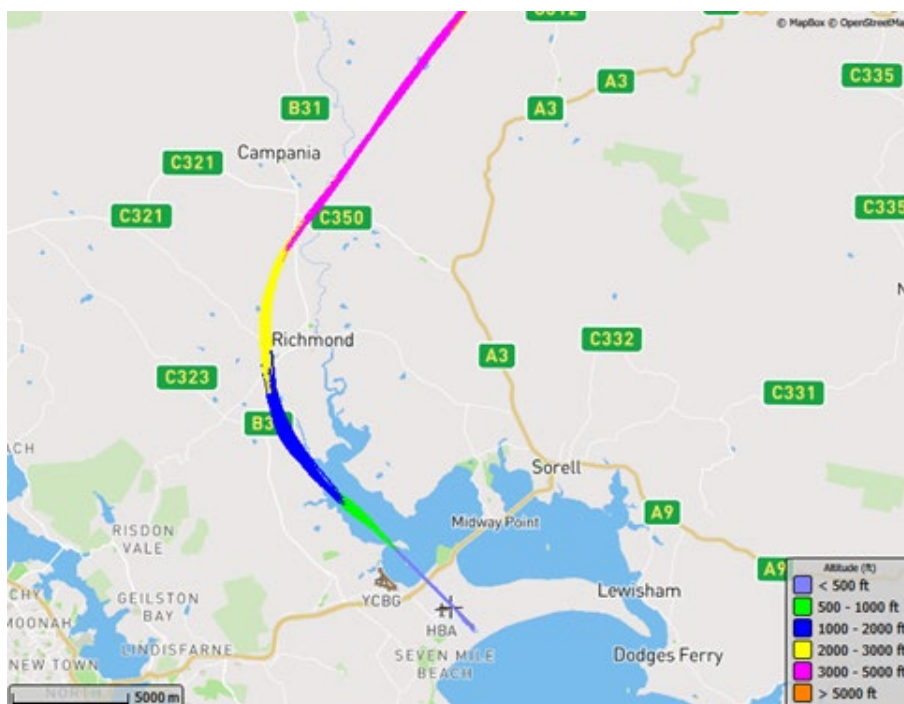 C312
© MapBox © OpenStreetMa
C335
A3
A3
B31
Campania
C321
C321
C350
C335
N
Richmond
C332
A3
C323
C331
B3
ACH
Sorell
A9
Midway Point
RISDON
VALE
A9
Altitude (ft)
< 500 ft
500 - 1000 ft
1000 - 2000 ft
2000 - 3000 ft
3000 - 5000 ft
> 5000 ft
CHY
YCBG
Lewisham
GEILSTON
BAY
MOONAH
HBA
LINDISFARNE
SEVEN MILE
BEACH
Dodges Ferry
NEW TOWN
NORTH
5000 m